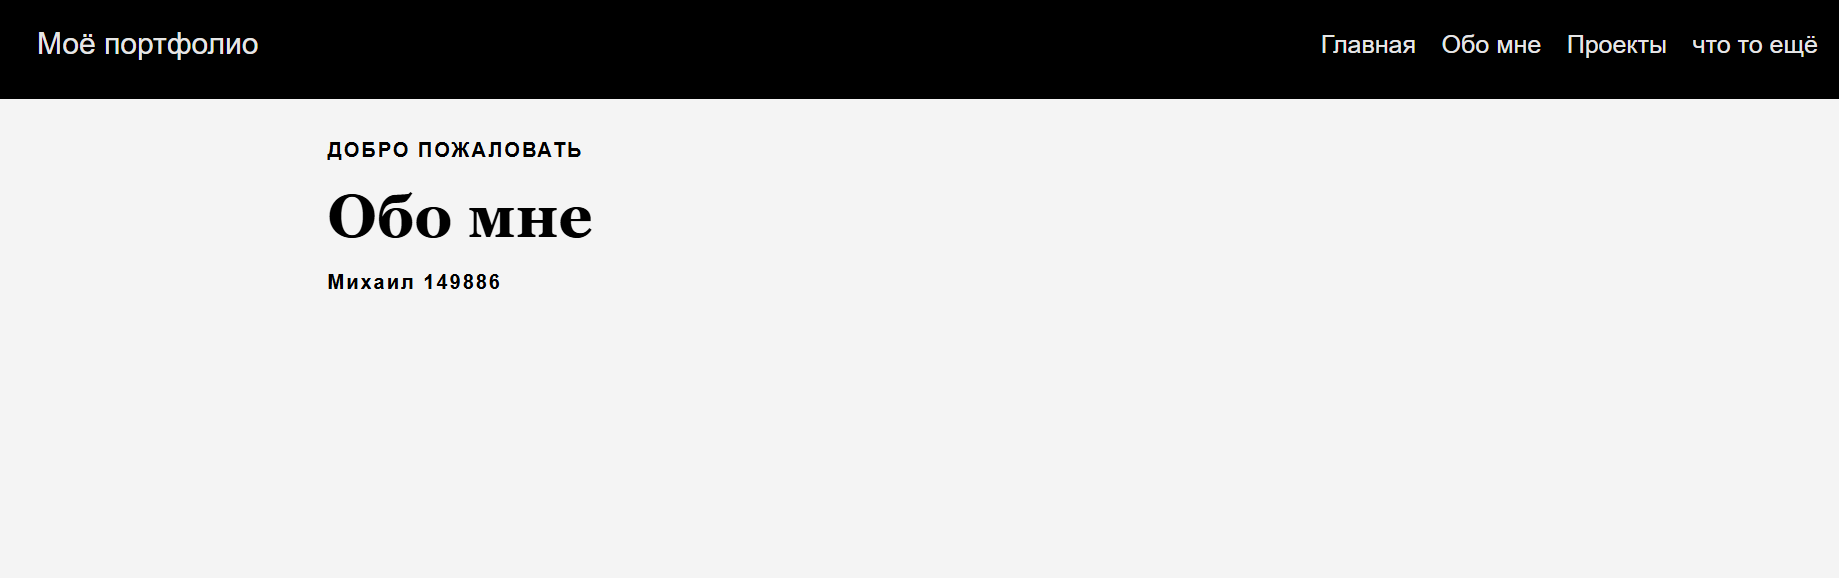 Моё портфолио
Главная Обо мне Проекты что то ещё
ДОБРО ПОЖАЛОВАТЬ
Обо мне
Михаил 149886